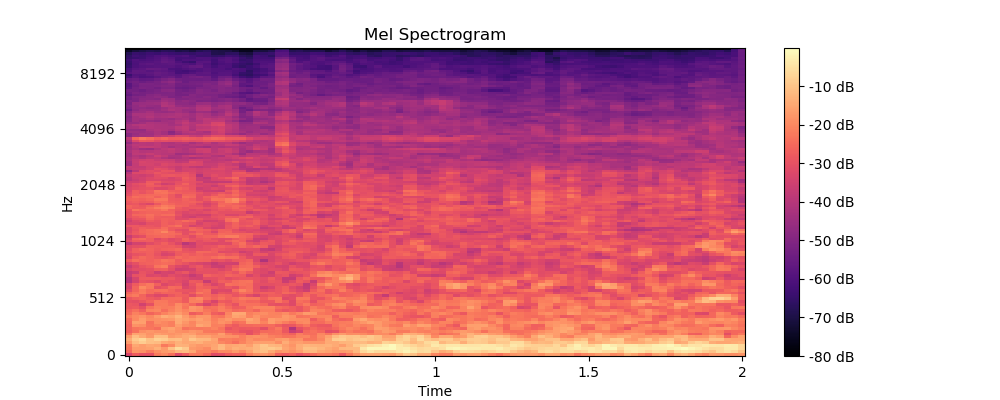 Mel Spectrogram
Hz
8192
4096
2048
1024
512
0
0 0.5 1 1.5 2
Time
-10 dB
-20 dB
-30 dB
-40 dB
-50 dB
-60 dB
-70 dB
-80 dB